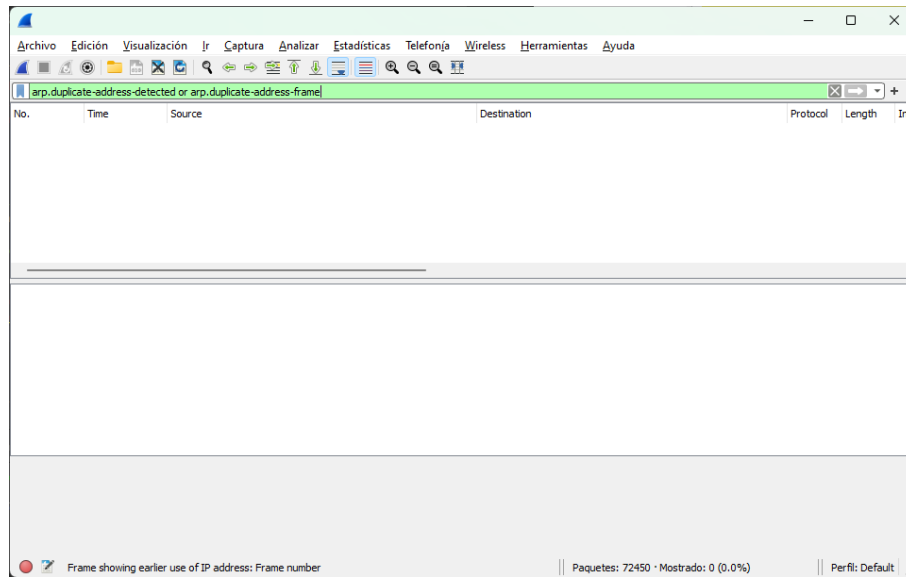 Archivo Edición Visualización Ir Captura Analizar Estadísticas Telefonía Wireless Herramientas Ayuda
arp.duplicate-address-detected or arp.duplicate-address-frame
No. Time Source Destination Protocol Length
Frame showing earlier use of IP address: Frame number Paquetes: 72450 · Mostrado: 0 (0.0%) Perfil: Default